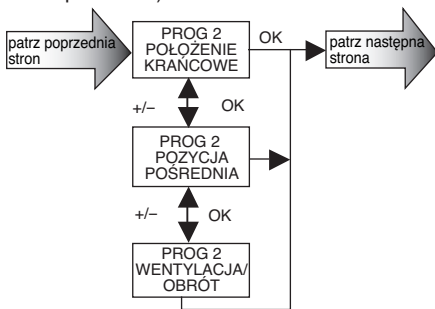 patrz poprzednia
stron
PROG 2
POŁOŻENIE
KRAŃCOWE
OK
patrz następna
strona
+/–
OK
PROG 2
POZYCJA
POŚREDNIA
+/–
OK
PROG 2
WENTYLACJA/
OBRÓT